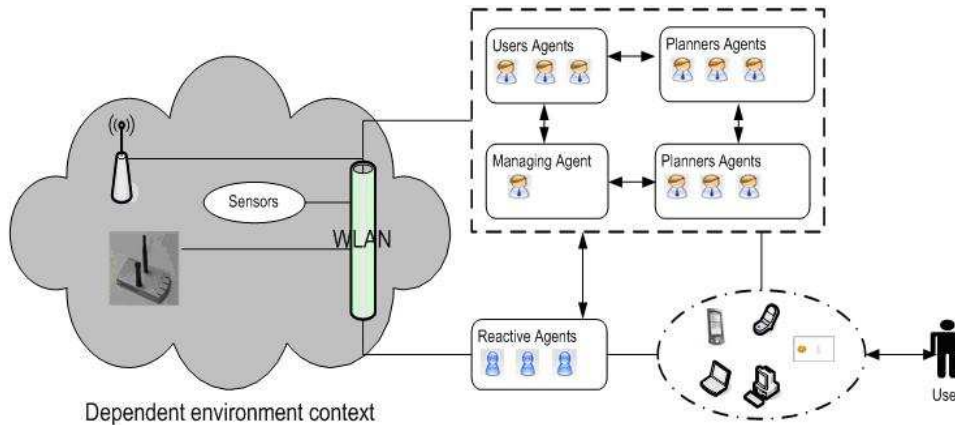 Users Agents
Planners Agents
Managing Agent
Planners Agents
Sensors
WLAN
Reactive Agents
Use
Dependent environment context